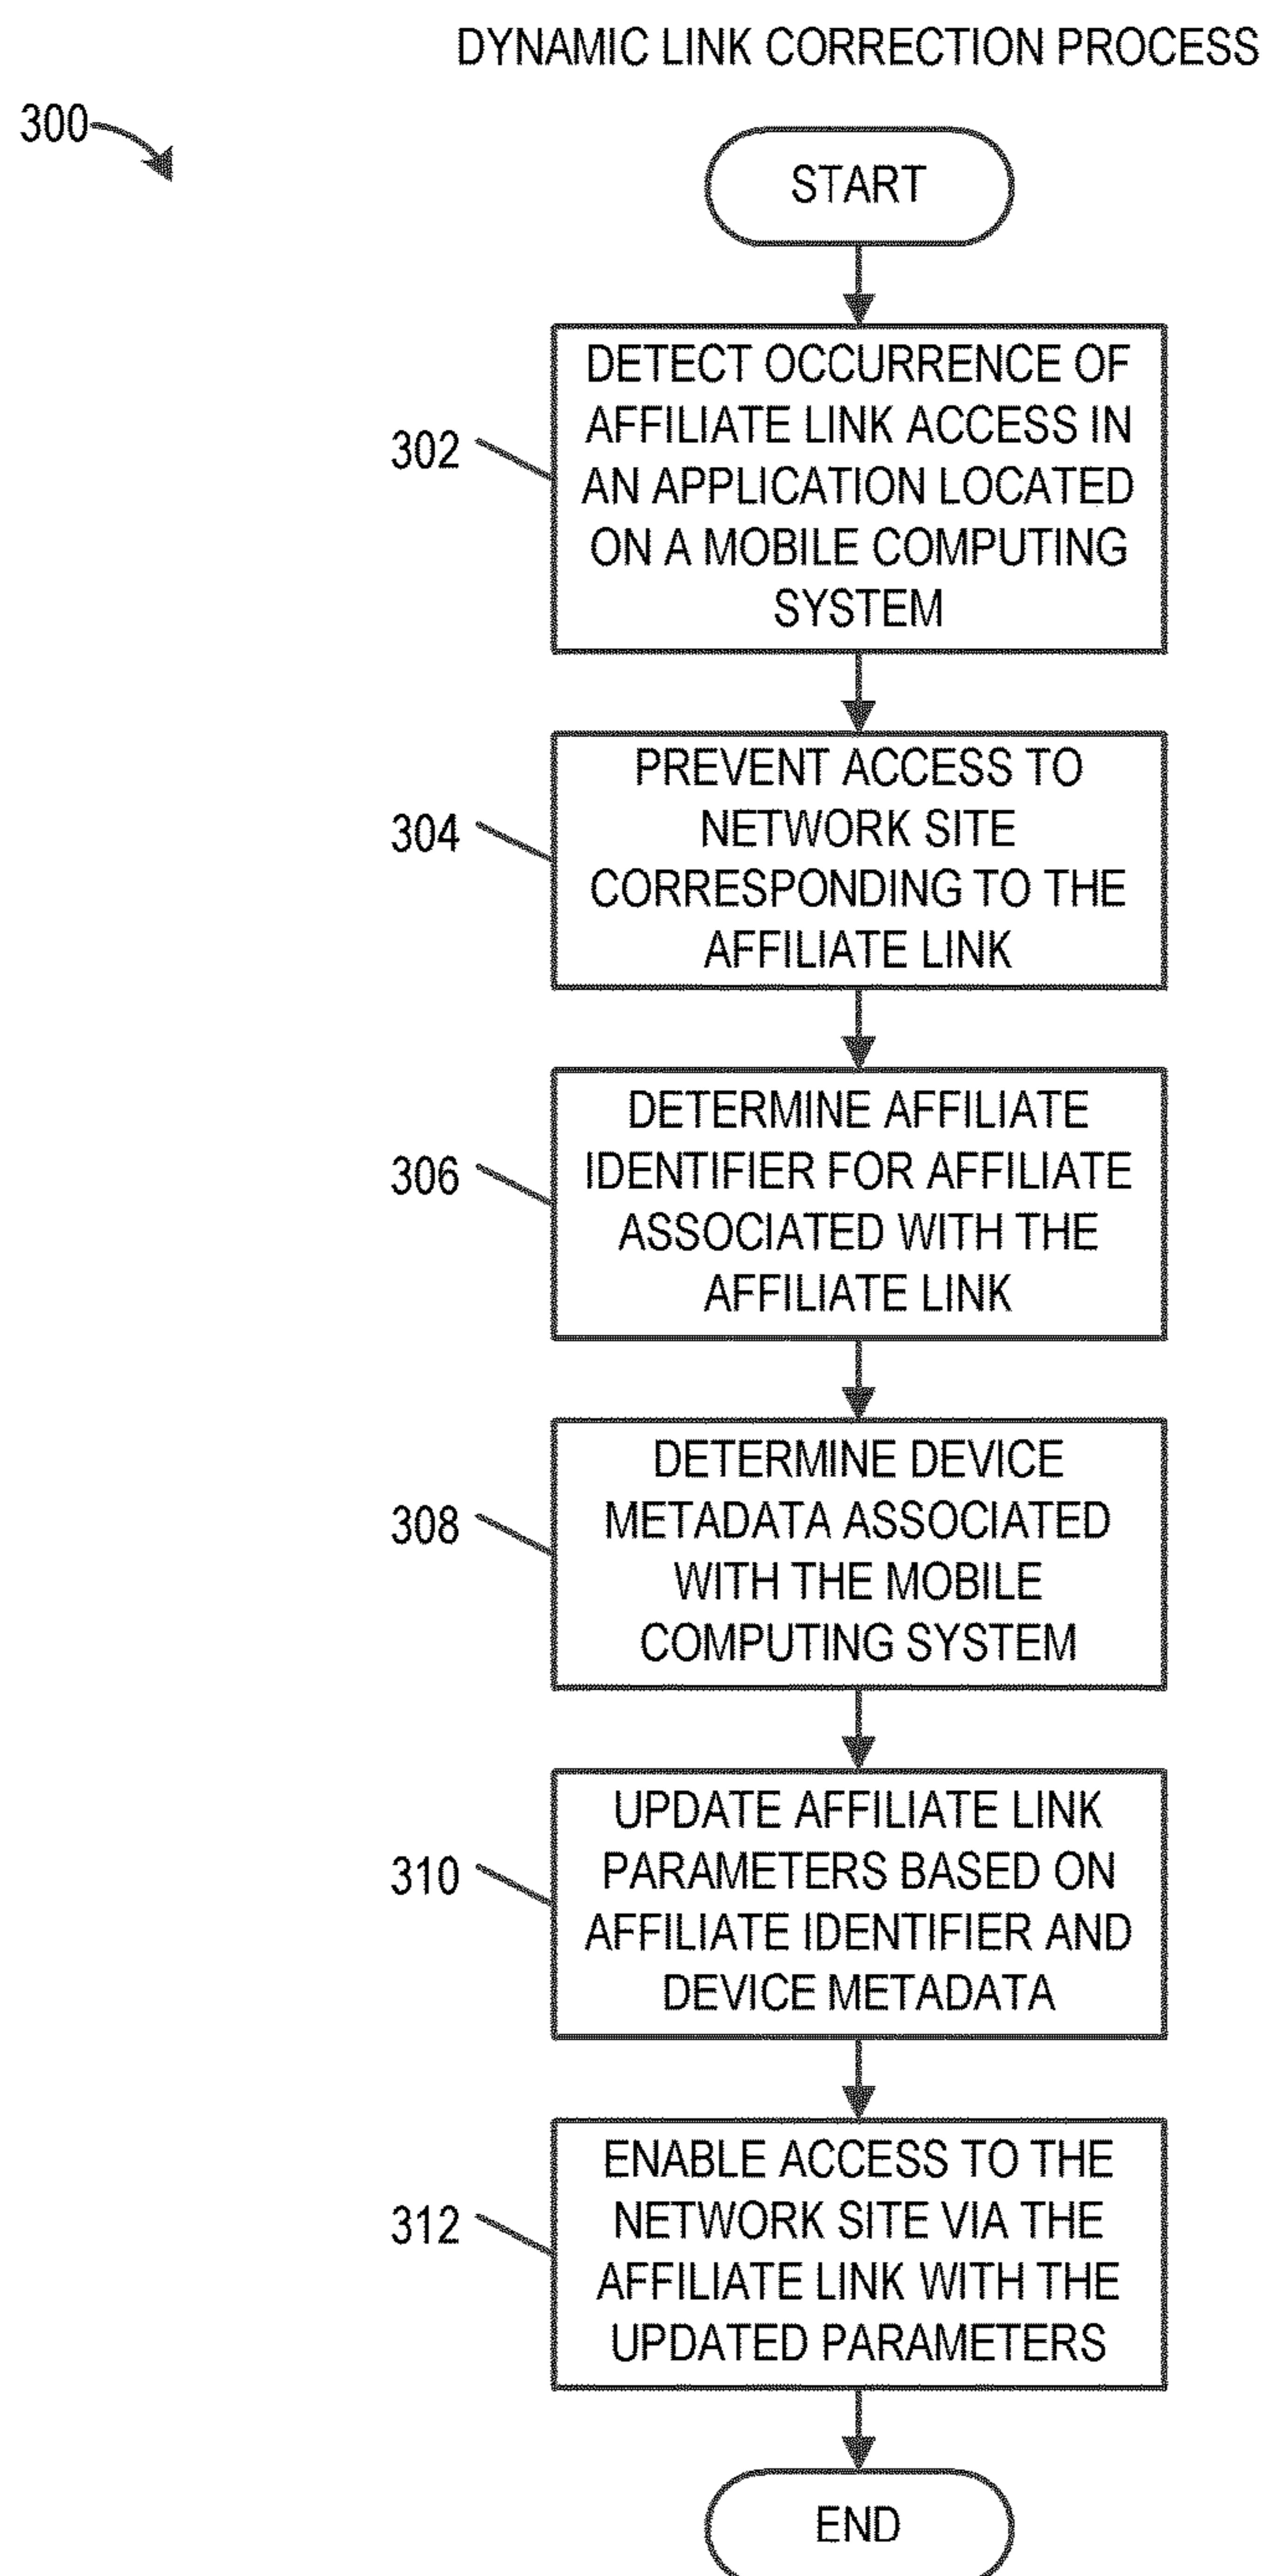 DYNAMIC LINK CORRECTION PROCESS
300
START
302
DETECT OCCURRENCE OF
AFFILIATE LINK ACCESS IN
AN APPLICATION LOCATED
ON A MOBILE COMPUTING
SYSTEM
304
PREVENT ACCESS TO
NETWORK SITE
CORRESPONDING TO THE
AFFILIATE LINK
306
DETERMINE AFFILIATE
IDENTIFIER FOR AFFILIATE
ASSOCIATED WITH THE
AFFILIATE LINK
308
DETERMINE DEVICE
METADATA ASSOCIATED
WITH THE MOBILE
COMPUTING SYSTEM
310
UPDATE AFFILIATE LINK
PARAMETERS BASED ON
AFFILIATE IDENTIFIER AND
DEVICE METADATA
312
ENABLE ACCESS TO THE
NETWORK SITE VIA THE
AFFILIATE LINK WITH THE
UPDATED PARAMETERS
END